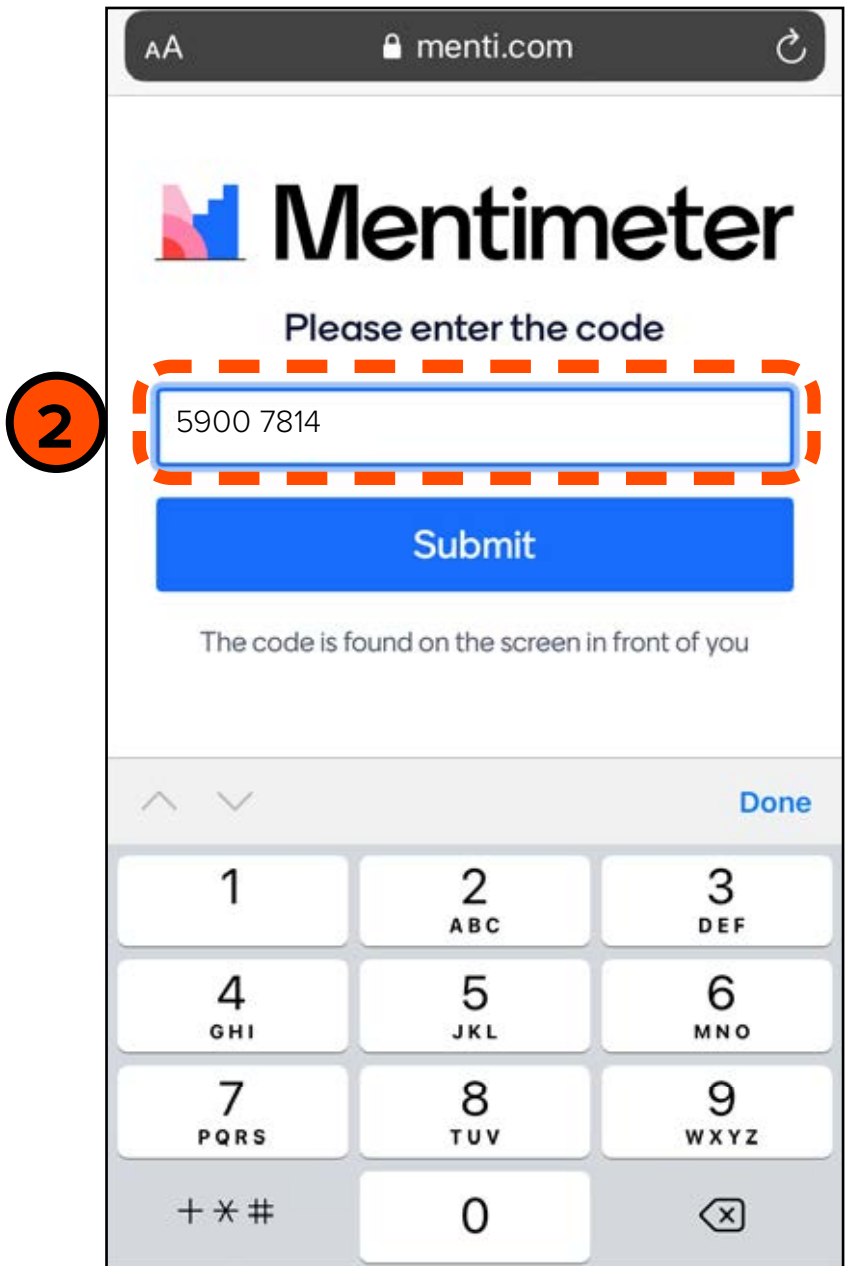 AA menti.com
Mentimeter
Please enter the code
2
5900 7814
Submit
The code is found on the screen in front of you
Done
1 2 3
ABC DEF
4 5 6
GHI JKL MNO
7 8 9
PQRS TUV WXYZ
+*# 0